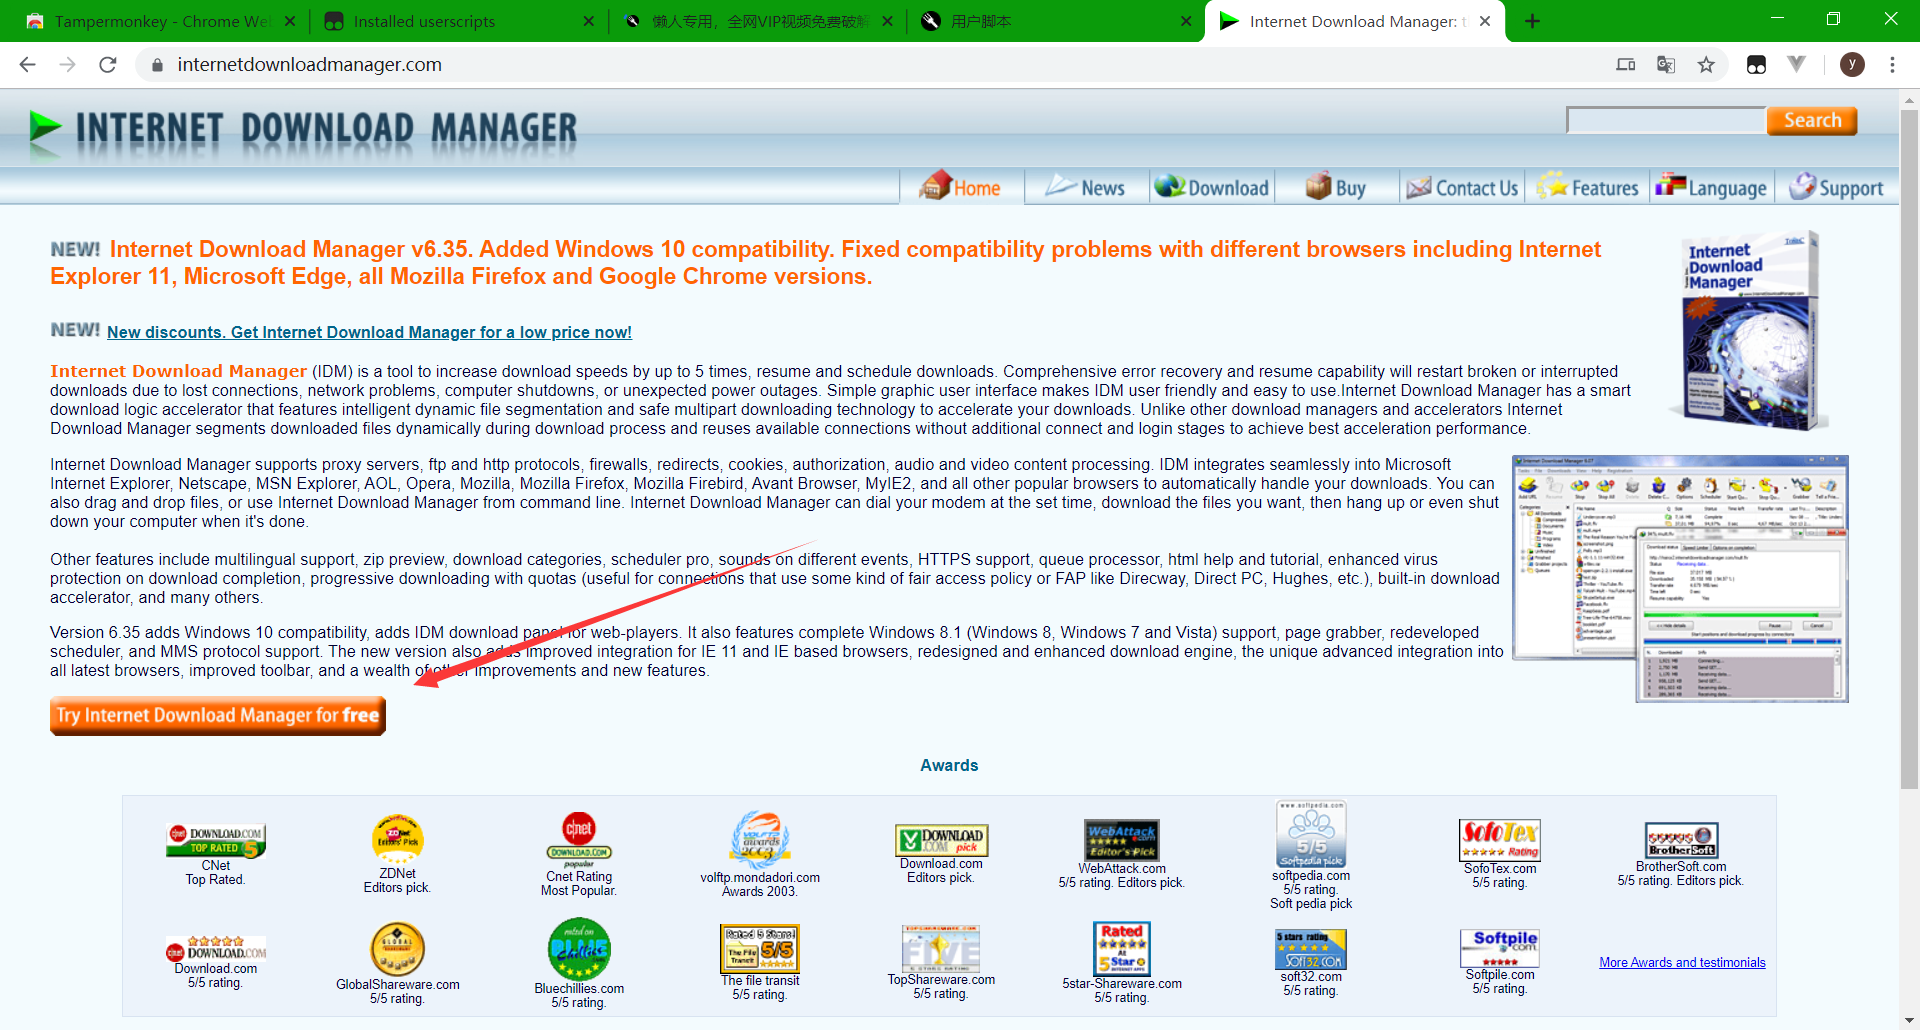 Tampermonkey - Chrome We
Installed userscripts
懒人专用，全网VIP视频免费破解
用户脚本
Internet Download Manager: t
internetdownloadmanager.com
y
INTERNET DOWNLOAD MANAGER
Search
Home
News
Download
Buy
Contact Us
Features
Language
Support
NEW! Internet Download Manager v6.35. Added Windows 10 compatibility. Fixed compatibility problems with different browsers including Internet
Explorer 11, Microsoft Edge, all Mozilla Firefox and Google Chrome versions.
Internet
Download
Manager
NEW! New discounts. Get Internet Download Manager for a low price now!
Internet Download Manager (IDM) is a tool to increase download speeds by up to 5 times, resume and schedule downloads. Comprehensive error recovery and resume capability will restart broken or interrupted
downloads due to lost connections, network problems, computer shutdowns, or unexpected power outages. Simple graphic user interface makes IDM user friendly and easy to use.Internet Download Manager has a smart
download logic accelerator that features intelligent dynamic file segmentation and safe multipart downloading technology to accelerate your downloads. Unlike other download managers and accelerators Internet
Download Manager segments downloaded files dynamically during download process and reuses available connections without additional connect and login stages to achieve best acceleration performance.
Internet Download Manager supports proxy servers, ftp and http protocols, firewalls, redirects, cookies, authorization, audio and video content processing. IDM integrates seamlessly into Microsoft
Internet Explorer, Netscape, MSN Explorer, AOL, Opera, Mozilla, Mozilla Firefox, Mozilla Firebird, Avant Browser, MyIE2, and all other popular browsers to automatically handle your downloads. You can
also drag and drop files, or use Internet Download Manager from command line. Internet Download Manager can dial your modem at the set time, download the files you want, then hang up or even shut
down your computer when it's done.
Other features include multilingual support, zip preview, download categories, scheduler pro, sounds on different events, HTTPS support, queue processor, html help and tutorial, enhanced virus
protection on download completion, progressive downloading with quotas (useful for connections that use some kind of fair access policy or FAP like Direcway, Direct PC, Hughes, etc.), built-in download
accelerator, and many others.
Version 6.35 adds Windows 10 compatibility, adds IDM download panel for web-players. It also features complete Windows 8.1 (Windows 8, Windows 7 and Vista) support, page grabber, redeveloped
scheduler, and MMS protocol support. The new version also adds improved integration for IE 11 and IE based browsers, redesigned and enhanced download engine, the unique advanced integration into
all latest browsers, improved toolbar, and a wealth of other improvements and new features.
Try Internet Download Manager for free
Awards
CNet
Top Rated.
ZDNet
Editors pick.
Cnet Rating
Most Popular.
volftp.mondadori.com
Awards 2003.
Download.com
Editors pick.
WebAttack.com
5/5 rating. Editors pick.
softpedia.com
5/5 rating.
Soft pedia pick
SofoTex.com
5/5 rating.
BrotherSoft.com
5/5 rating. Editors pick.
Download.com
5/5 rating.
GlobalShareware.com
5/5 rating.
Bluechillies.com
5/5 rating.
The file transit
5/5 rating.
TopShareware.com
5/5 rating.
5star-Shareware.com
5/5 rating.
soft32.com
5/5 rating.
Softpile.com
5/5 rating.
More Awards and testimonials